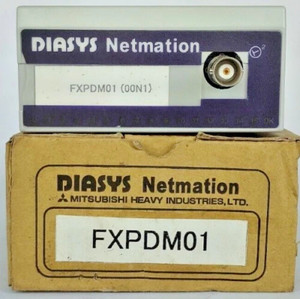 DIASYS Netmation
FXPDM01 (00N1)
DIASYS Netmation
MITSUBISHI HEAVY INDUSTRIES, LTD.
FXPDM01